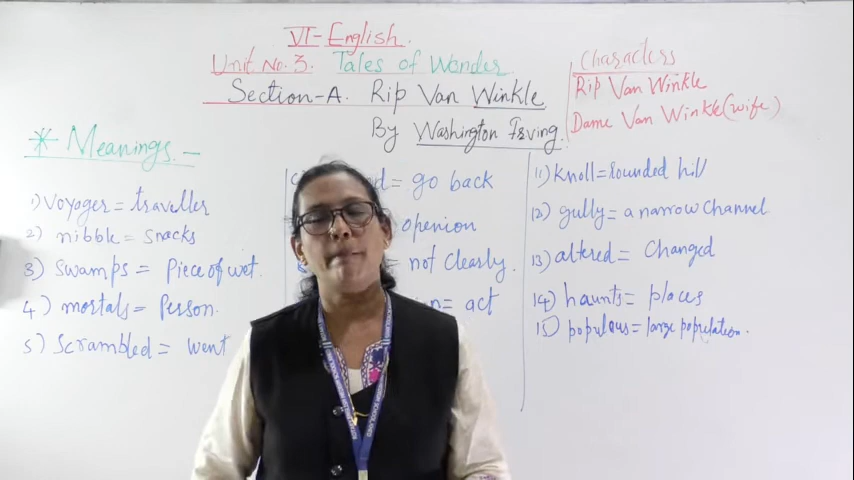 VI-English.
Unit No. 3. Tales of Wonder
Section-A. Rip Van Winkle
By Washington Irving.
Characters
Rip Van Winkle
Dame Van Winkle (wife)
* Meanings. -
1) Voyoger = traveller
2) nibble = snacks
3) swamps = Piece of wet.
4) mortals = Person.
5) scrambled = went
= go back
openion
= not clearly.
= act
11) knoll = rounded hill
12) gully = a narrow channel
13) altered = changed
14) haunts = places
15) populous = large popelation.